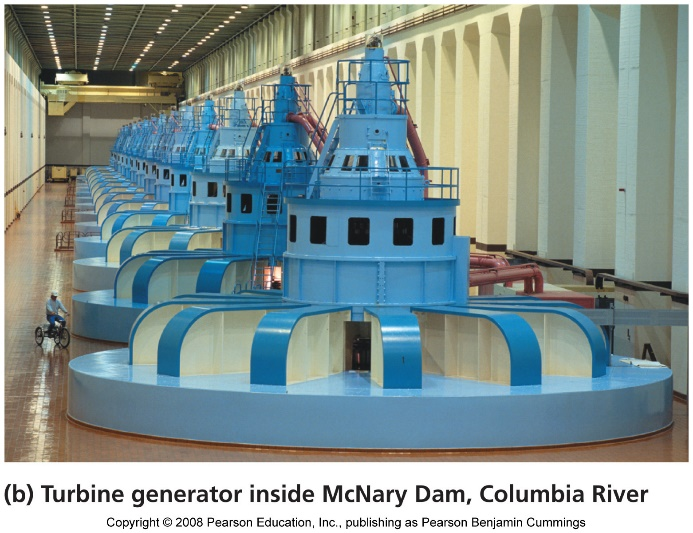 (b) Turbine generator inside McNary Dam, Columbia River
Copyright © 2008 Pearson Education, Inc., publishing as Pearson Benjamin Cummings